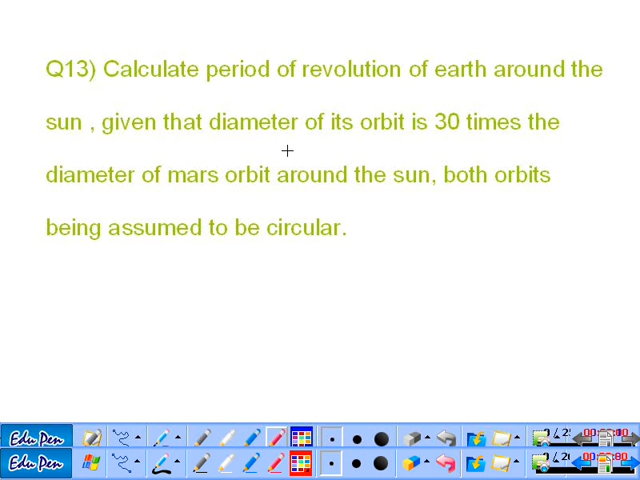 Q13) Calculate period of revolution of earth around the
sun , given that diameter of its orbit is 30 times the
diameter of mars orbit around the sun, both orbits
being assumed to be circular.
Edu Pen
Edu Pen